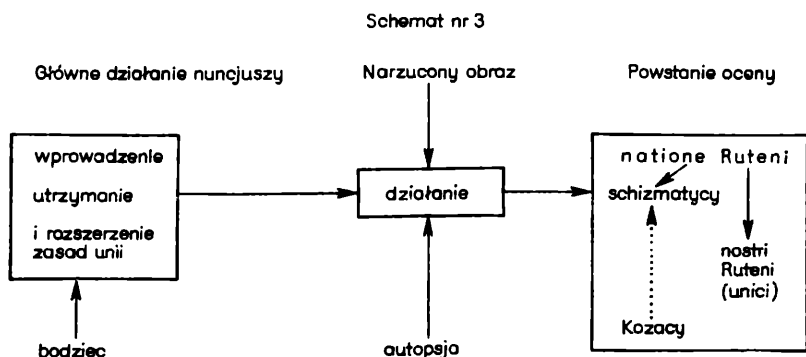 Schemat nr 3
Główne działanie nuncjuszy
Narzucony obraz
Powstanie oceny
wprowadzenie
utrzymanie
i rozszerzenie
zasad unii
działanie
natione Ruteni
schizmatycy
nostri
Ruteni
(unici)
Kozacy
bodziec
autopsja